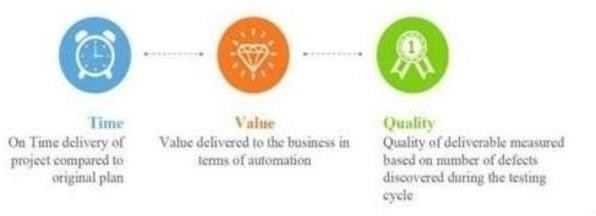 1
Time
On Time delivery of
project compared to
original plan
Value
Value delivered to the business in
terms of automation
Quality
Quality of deliverable measured
based on number of defects
discovered during the testing
cycle